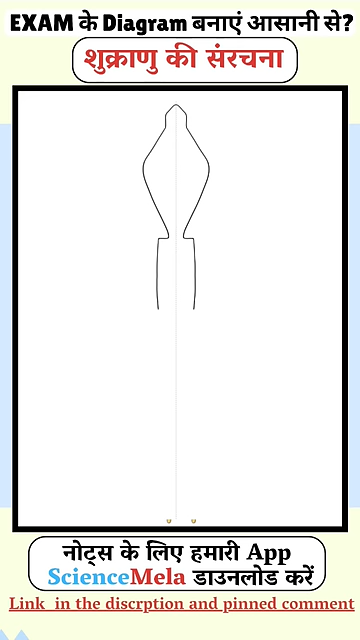 EXAM के Diagram बनाएं आसानी से?
शुक्राणु की संरचना
नोट्स के लिए हमारी App
ScienceMela डाउनलोड करें
Link in the discrption and pinned comment